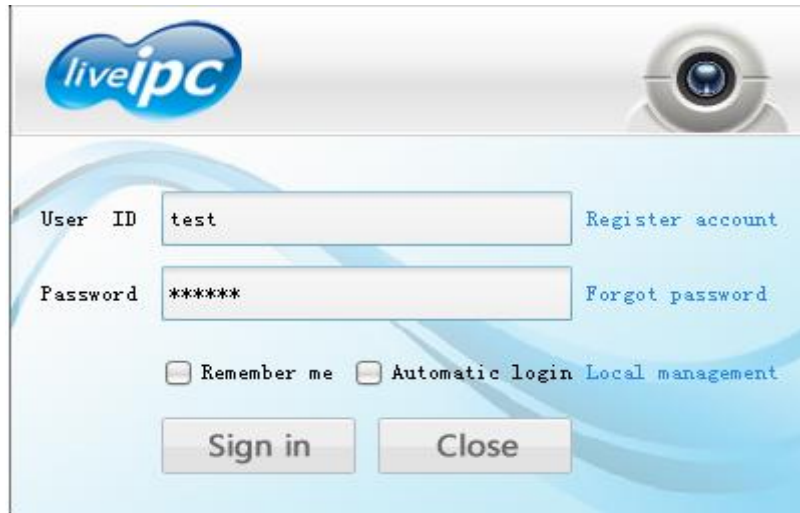 liveipc
User ID test Register account
Password ****** Forgot password
Remember me Automatic login Local management
Sign in Close